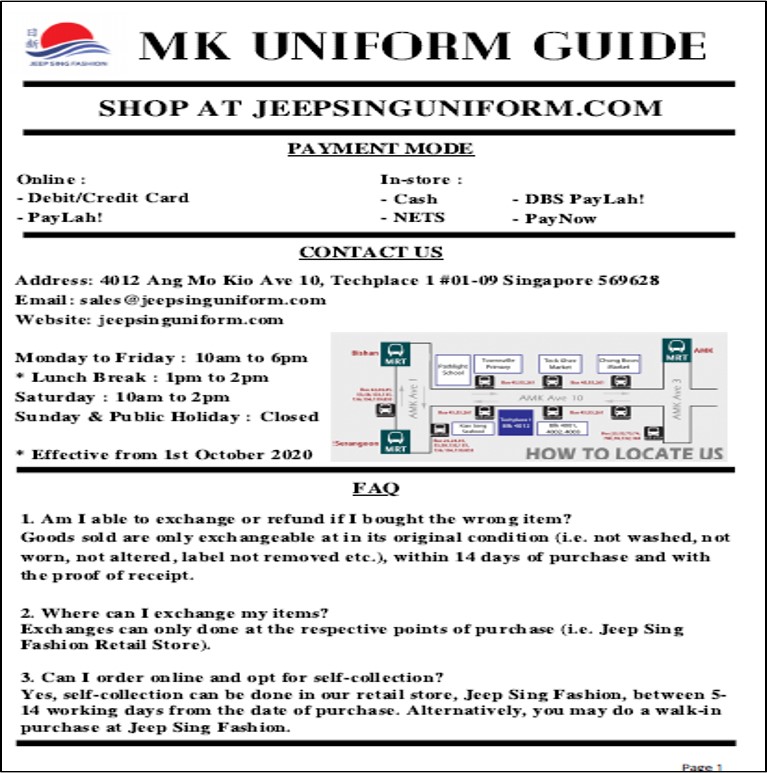 印
新
JEEP SING FASHION
MK UNIFORM GUIDE
SHOP AT JEEPSINGUNIFORM.COM
PAYMENT MODE
Online :
- Debit/Credit Card
- PayLah!
In-store :
- Cash
- NETS
- DBS PayLah!
- PayNow
CONTACT US
Address: 4012 Ang Mo Kio Ave 10, Techplace 1 #01-09 Singapore 569628
Email: sales@jeepsinguniform.com
Website: jeepsinguniform.com
Monday to Friday : 10am to 6pm
* Lunch Break : 1pm to 2pm
Saturday : 10am to 2pm
Sunday & Public Holiday : Closed
* Effective from 1st October 2020
Bishan
MRT
Pathlight
School
Townsville
Primary
Teck Ghee
Market
Chong Boon
Market
MRT
AMK
AMK Ave 1
AMK Ave 10
AMK Ave 3
Serangoon
MRT
Seafood
Techplace 1
Blk 4012
HOW TO LOCATE US
FAQ
1. Am I able to exchange or refund if I bought the wrong item?
Goods sold are only exchangeable at in its original condition (i.e. not washed, not
worn, not altered, label not removed etc.), within 14 days of purchase and with
the proof of receipt.
2. Where can I exchange my items?
Exchanges can only done at the respective points of purchase (i.e. Jeep Sing
Fashion Retail Store).
3. Can I order online and opt for self-collection?
Yes, self-collection can be done in our retail store, Jeep Sing Fashion, between 5-
14 working days from the date of purchase. Alternatively, you may do a walk-in
purchase at Jeep Sing Fashion.
Page 1